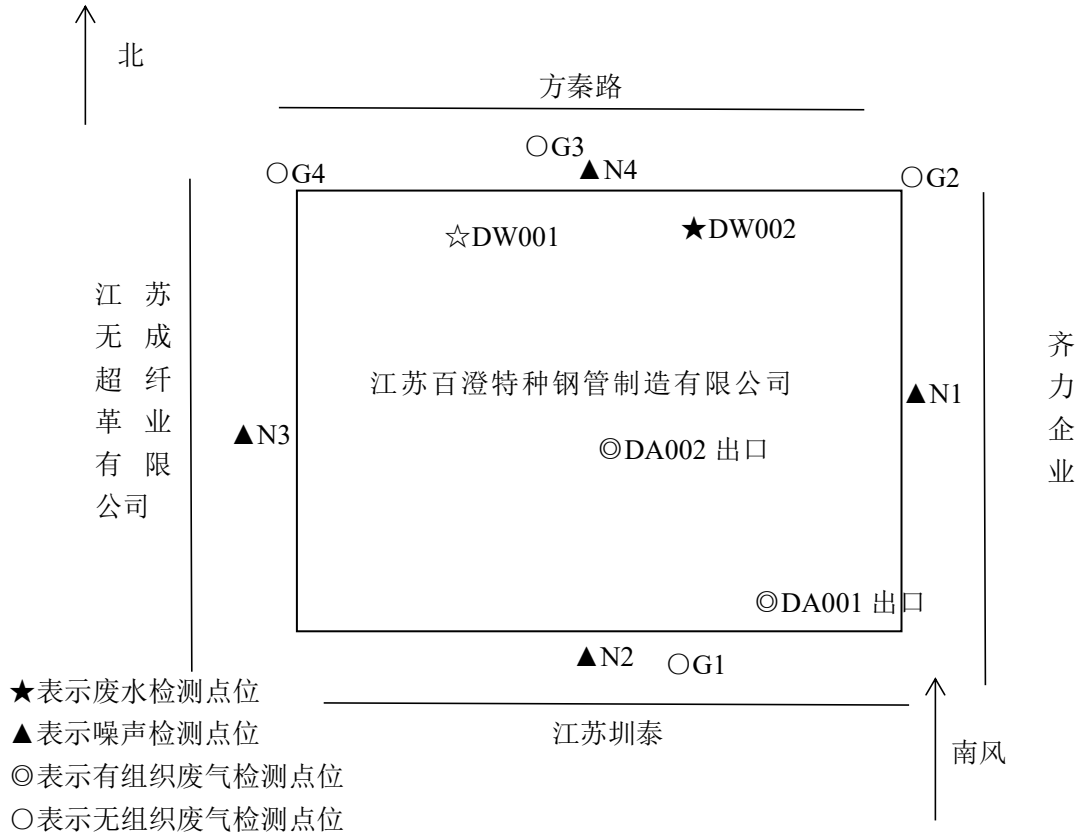 北
方秦路
○G3
▲N4
○G4
○G2
☆DW001
★DW002
江苏
无成
超纤
革业
有限
公司
齐
力
企
业
江苏百澄特种钢管制造有限公司
▲N1
▲N3
◎DA002 出口
◎DA001 出口
▲N2
○G1
★表示废水检测点位
▲表示噪声检测点位
◎表示有组织废气检测点位
○表示无组织废气检测点位
江苏圳泰
南风